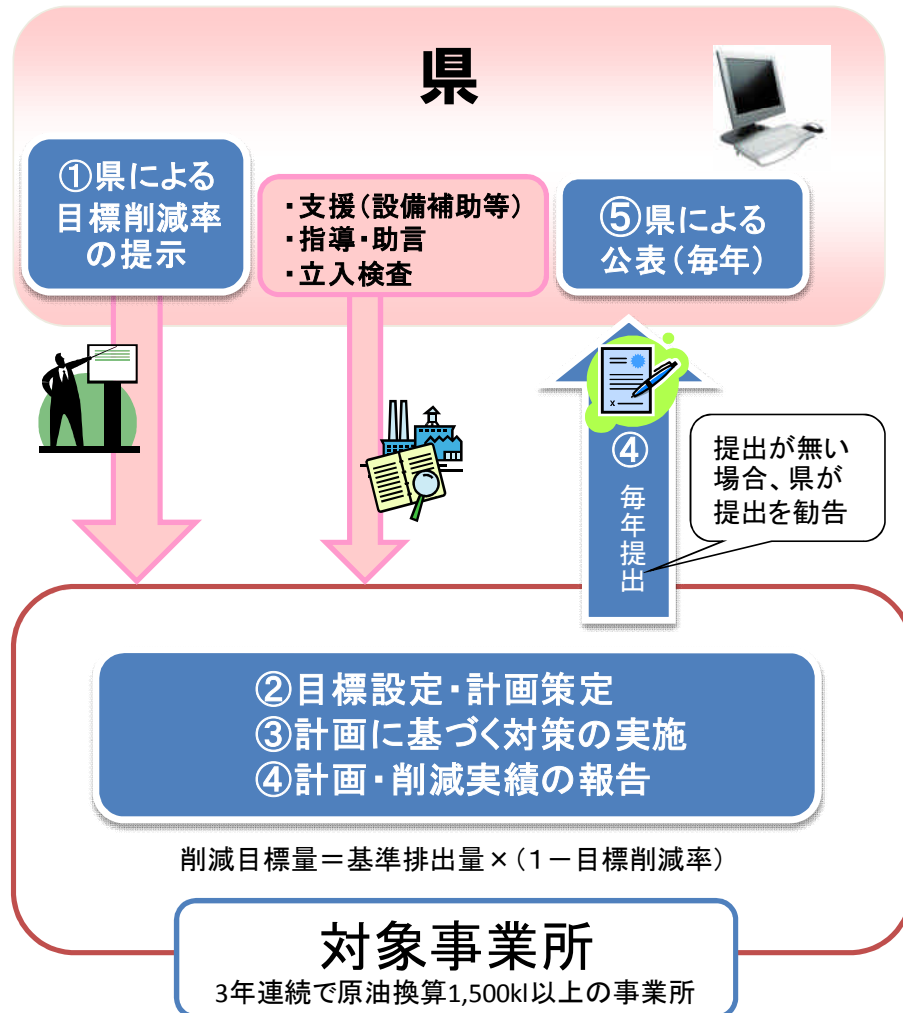 県
①県による
目標削減率
の提示
・支援(設備補助等)
・指導・助言
・立入検査
⑤県による
公表(毎年)
④
毎年提出
提出が無い
場合、県が
提出を勧告
②目標設定・計画策定
③計画に基づく対策の実施
④計画・削減実績の報告
削減目標量=基準排出量×(1-目標削減率)
対象事業所
3年連続で原油換算1,500kl以上の事業所